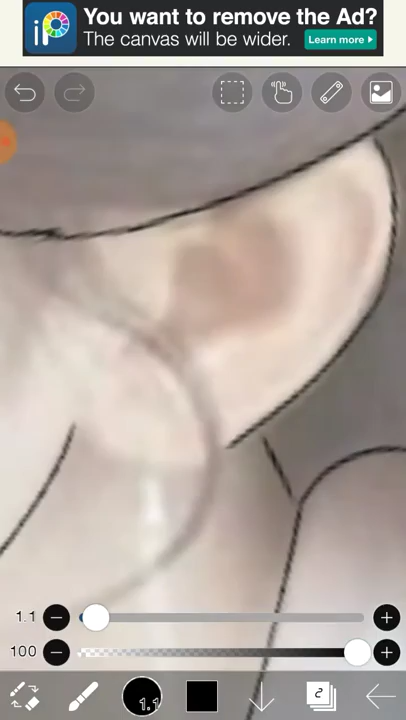 iP You want to remove the Ad?
The canvas will be wider. Learn more ▸
1.1
100
1.1
2